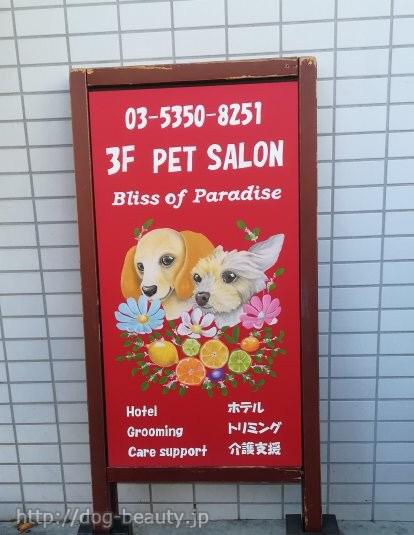 03-5350-8251
3F PET SALON
Bliss of Paradise
Hotel ホテル
Grooming トリミング
Care support 介護支援
http://dog-beauty.jp